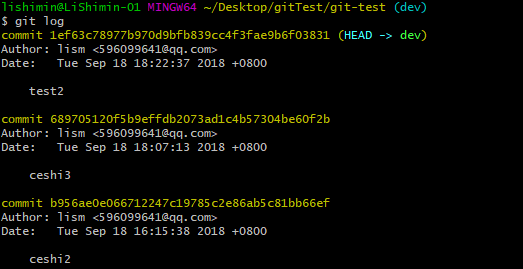 lishimin@LiShimin-01 MINGW64 ~/Desktop/gitTest/git-test (dev)
$ git log
commit 1ef63c78977b970d9bfb839cc4f3fae9b6f03831 (HEAD -> dev)
Author: lism <596099641@qq.com>
Date:   Tue Sep 18 18:22:37 2018 +0800
test2
commit 689705120f5b9effdb2073ad1c4b57304be60f2b
Author: lism <596099641@qq.com>
Date:   Tue Sep 18 18:07:13 2018 +0800
ceshi3
commit b956ae0e066712247c19785c2e86ab5c81bb66ef
Author: lism <596099641@qq.com>
Date:   Tue Sep 18 16:15:38 2018 +0800
ceshi2